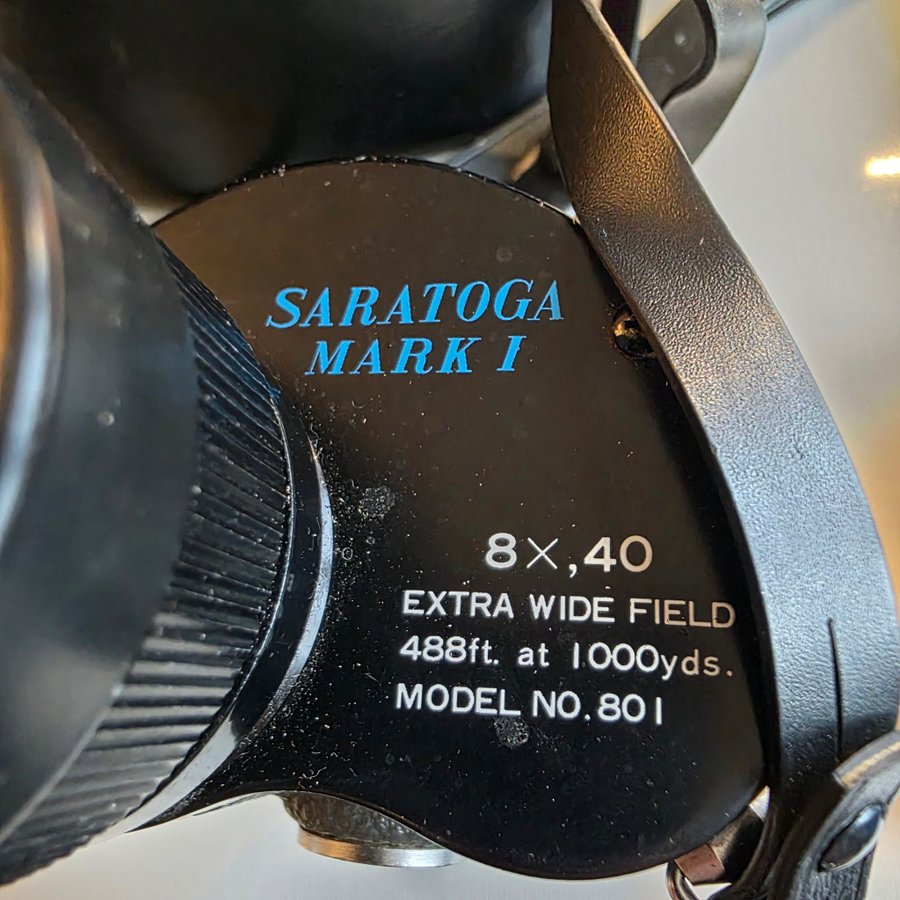 SARATOGA
MARK I
8×,40
EXTRA WIDE FIELD
488ft. at 1000yds.
MODEL NO. 801